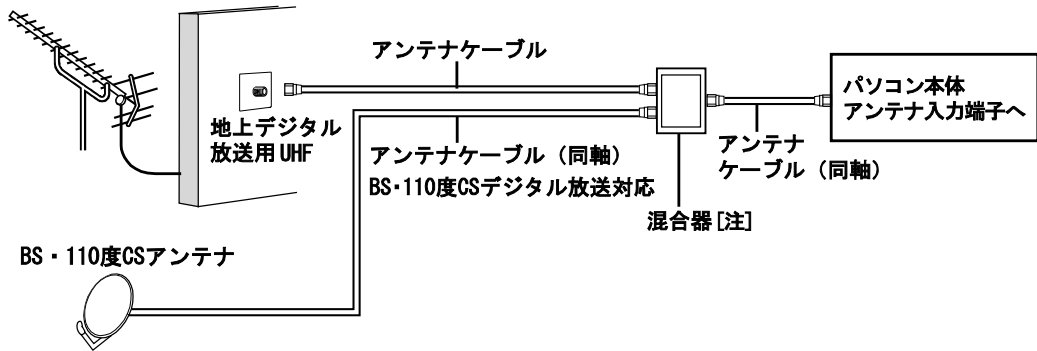 アンテナケーブル
パソコン本体
アンテナ入力端子へ
地上デジタル
放送用UHF
アンテナケーブル（同軸）
BS・110度CSデジタル放送対応
アンテナ
ケーブル（同軸）
混合器[注]
BS・110度CSアンテナ